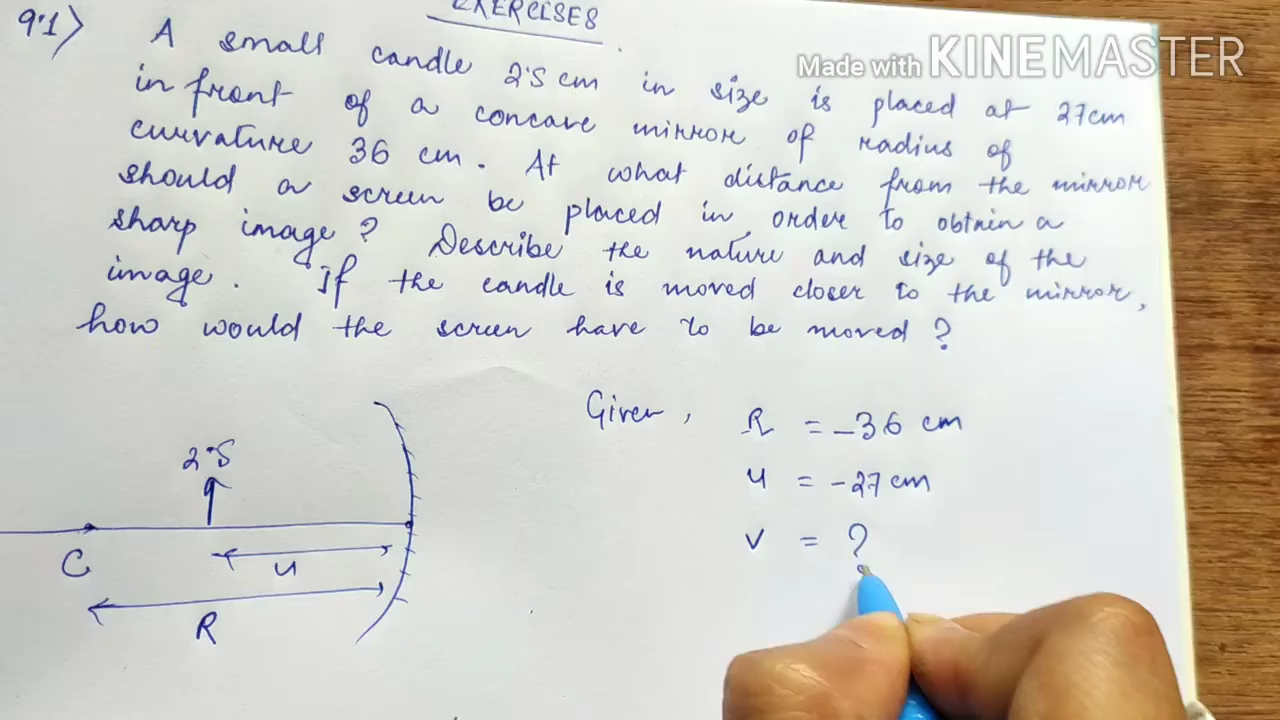 EXERCISES
9.1) A small candle 2.5 cm in size is placed at 27cm
in front of a concave mirror of radius of
curvature 36 cm. At what distance from the mirror
should a screen be placed in order to obtain a
sharp image? Describe the nature and size of the
image. If the candle is moved closer to the mirror,
how would the screen have to be moved?
Made with KINEMASTER
Given, R = -36 cm
u = -27 cm
v = ?
2.5
C
u
R